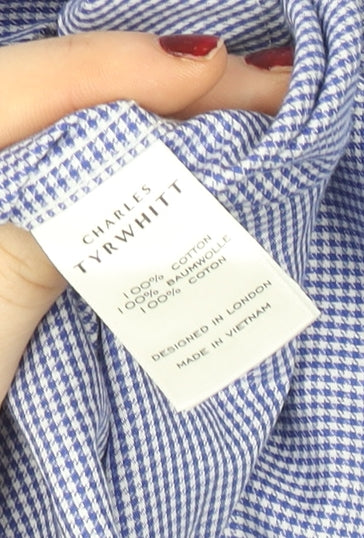 CHARLES
TYRWHITT
100% COTTON
100% BAUMWOLLE
100% COTON
DESIGNED IN LONDON
MADE IN VIETNAM